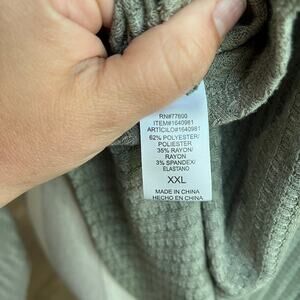 RN#77600
ITEM#1640981
ARTICILO#1640981
62% POLYESTER/
POLIESTER
35% RAYON/
RAYON
3% SPANDEX/
ELASTANO
XXL
MADE IN CHINA
HECHO EN CHINA